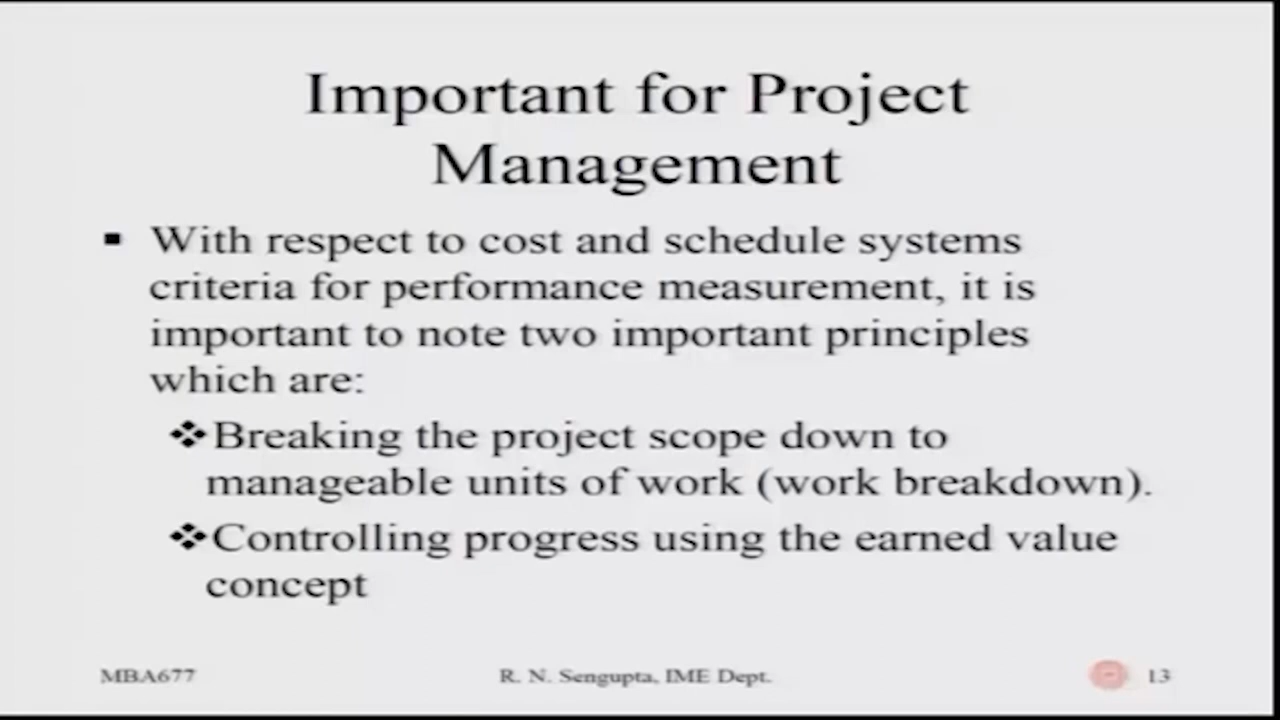 Important for Project
Management
▪ With respect to cost and schedule systems
criteria for performance measurement, it is
important to note two important principles
which are:
❖Breaking the project scope down to
manageable units of work (work breakdown).
❖Controlling progress using the earned value
concept
MBA677 R. N. Sengupta, IME Dept. 13